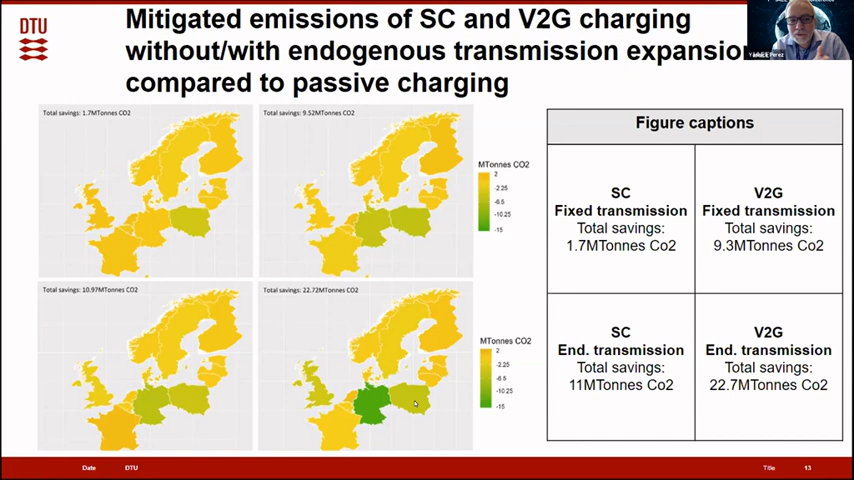 DTU
Mitigated emissions of SC and V2G charging
without/with endogenous transmission expansio
compared to passive charging
Total savings: 1.7MTonnes CO2
Total savings: 9.52MTonnes CO2
MTonnes CO2
2
-2.25
-6.5
-10.25
-15
Total savings: 10.97MTonnes CO2
Total savings: 22.72MTonnes CO2
MTonnes CO2
2
-2.25
-6.5
-10.25
-15
Figure captions
SC
Fixed transmission
Total savings:
1.7MTonnes Co2
V2G
Fixed transmission
Total savings:
9.3MTonnes Co2
SC
End. transmission
Total savings:
11MTonnes Co2
V2G
End. transmission
Total savings:
22.7MTonnes Co2
Perez
Date
DTU
Title
13